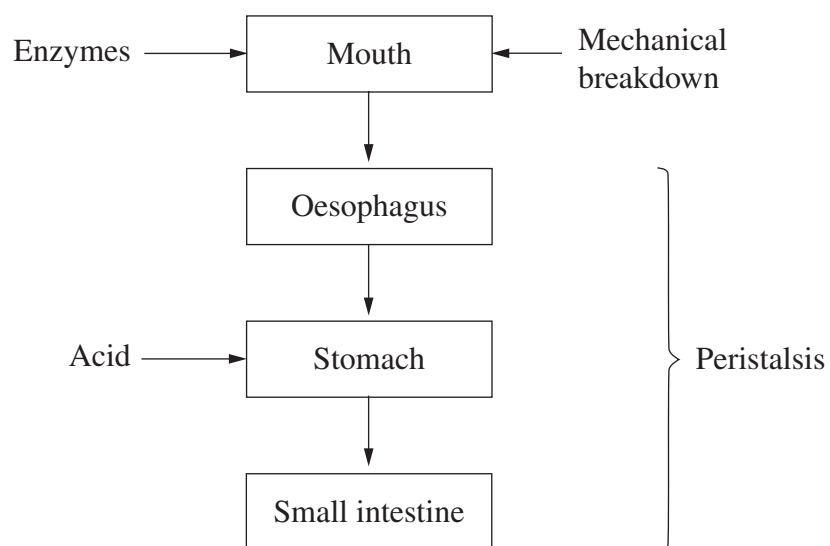 Enzymes
Mouth
Mechanical
breakdown
Oesophagus
Acid
Stomach
Peristalsis
Small intestine